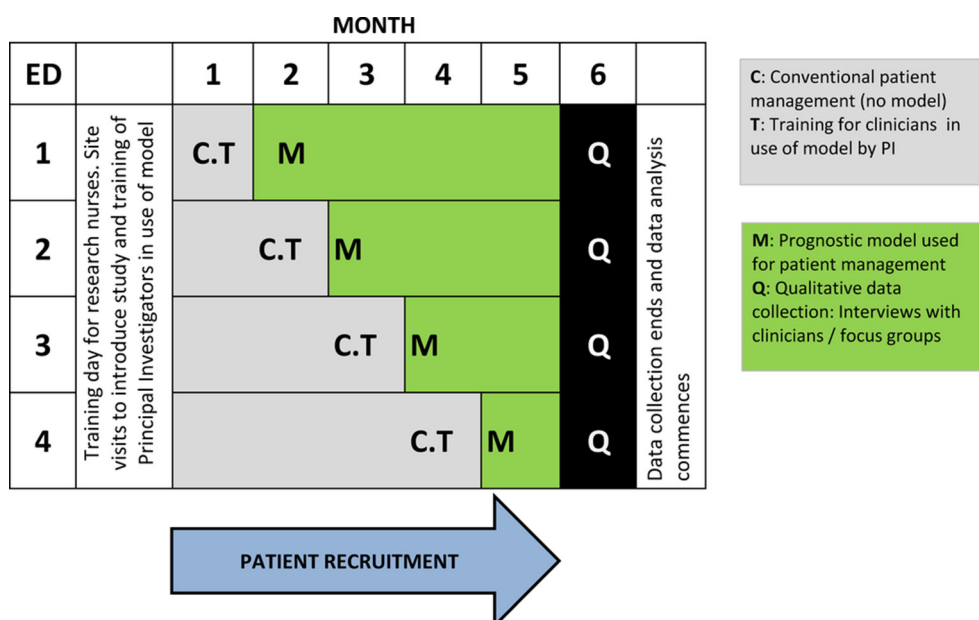 MONTH
ED 1 2 3 4 5 6
1 C.T M Q
2 C.T M Q
3 C.T M Q
4 C.T M Q
Training day for research nurses. Site
visits to introduce study and training of
Principal Investigators in use of model
Data collection ends and data analysis
commences
PATIENT RECRUITMENT
C: Conventional patient
management (no model)
T: Training for clinicians in
use of model by PI
M: Prognostic model used
for patient management
Q: Qualitative data
collection: Interviews with
clinicians / focus groups